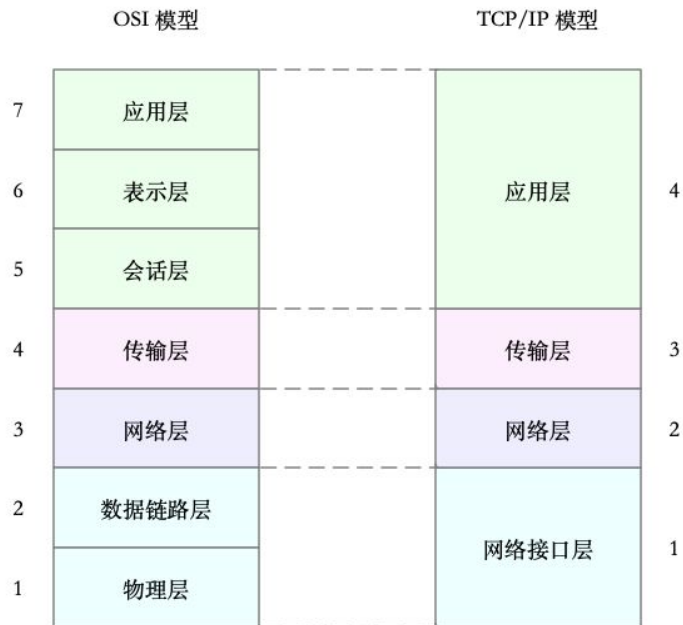 OSI 模型
TCP/IP 模型
7
应用层
6
表示层
应用层
4
5
会话层
4
传输层
传输层
3
3
网络层
网络层
2
2
数据链路层
网络接口层
1
1
物理层